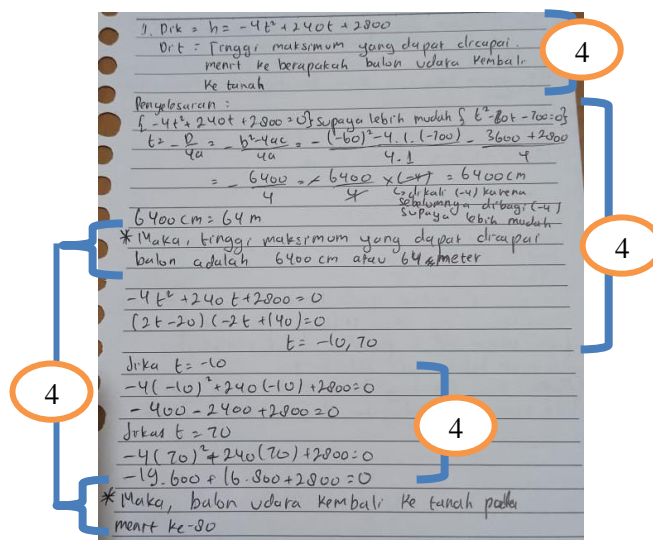 1. Dik = h = -4t² + 240t + 2800
Dit = Tinggi maksimum yang dapat dicapai.
menit ke berapakah balon udara kembali
ke tanah
Penyelesaian :
{-4t² + 240t + 2800 = 0} supaya lebih mudah {t² - 60t - 700 = 0}
t = - D/4a = - b² - 4ac/4a = - (-60)² - 4 . 1 . (-700)/4 . 1 - 3600 + 2800/4
= - 6400/4 = - 6400/4 × (-4) = 6400 cm
↳ dikali (-4) karena
sebelumnya dibagi (-4)
supaya lebih mudah
6400 cm = 64 m
* Maka, tinggi maksimum yang dapat dicapai
balon adalah 6400 cm atau 64 meter
-4t² + 240t + 2800 = 0
(2t - 20) (-2t + 140) = 0
t = -10, 70
Jika t = -10
-4(-10)² + 240(-10) + 2800 = 0
-400 - 2400 + 2800 = 0
Jika t = 70
-4(70)² + 240(70) + 2800 = 0
-19.600 + 16.800 + 2800 = 0
* Maka, balon udara kembali ke tanah pada
menit ke-80
4
4
4
4